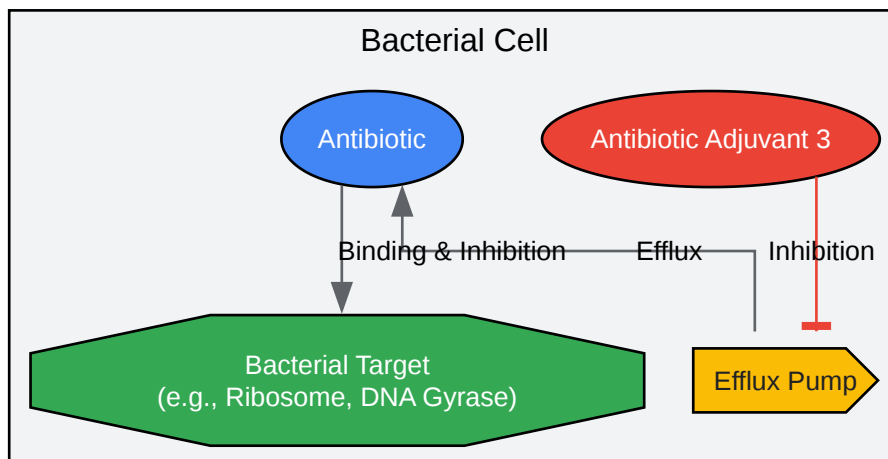 Bacterial Cell
Antibiotic
Antibiotic Adjuvant 3
Binding & Inhibition
Efflux
Inhibition
Bacterial Target
(e.g., Ribosome, DNA Gyrase)
Efflux Pump